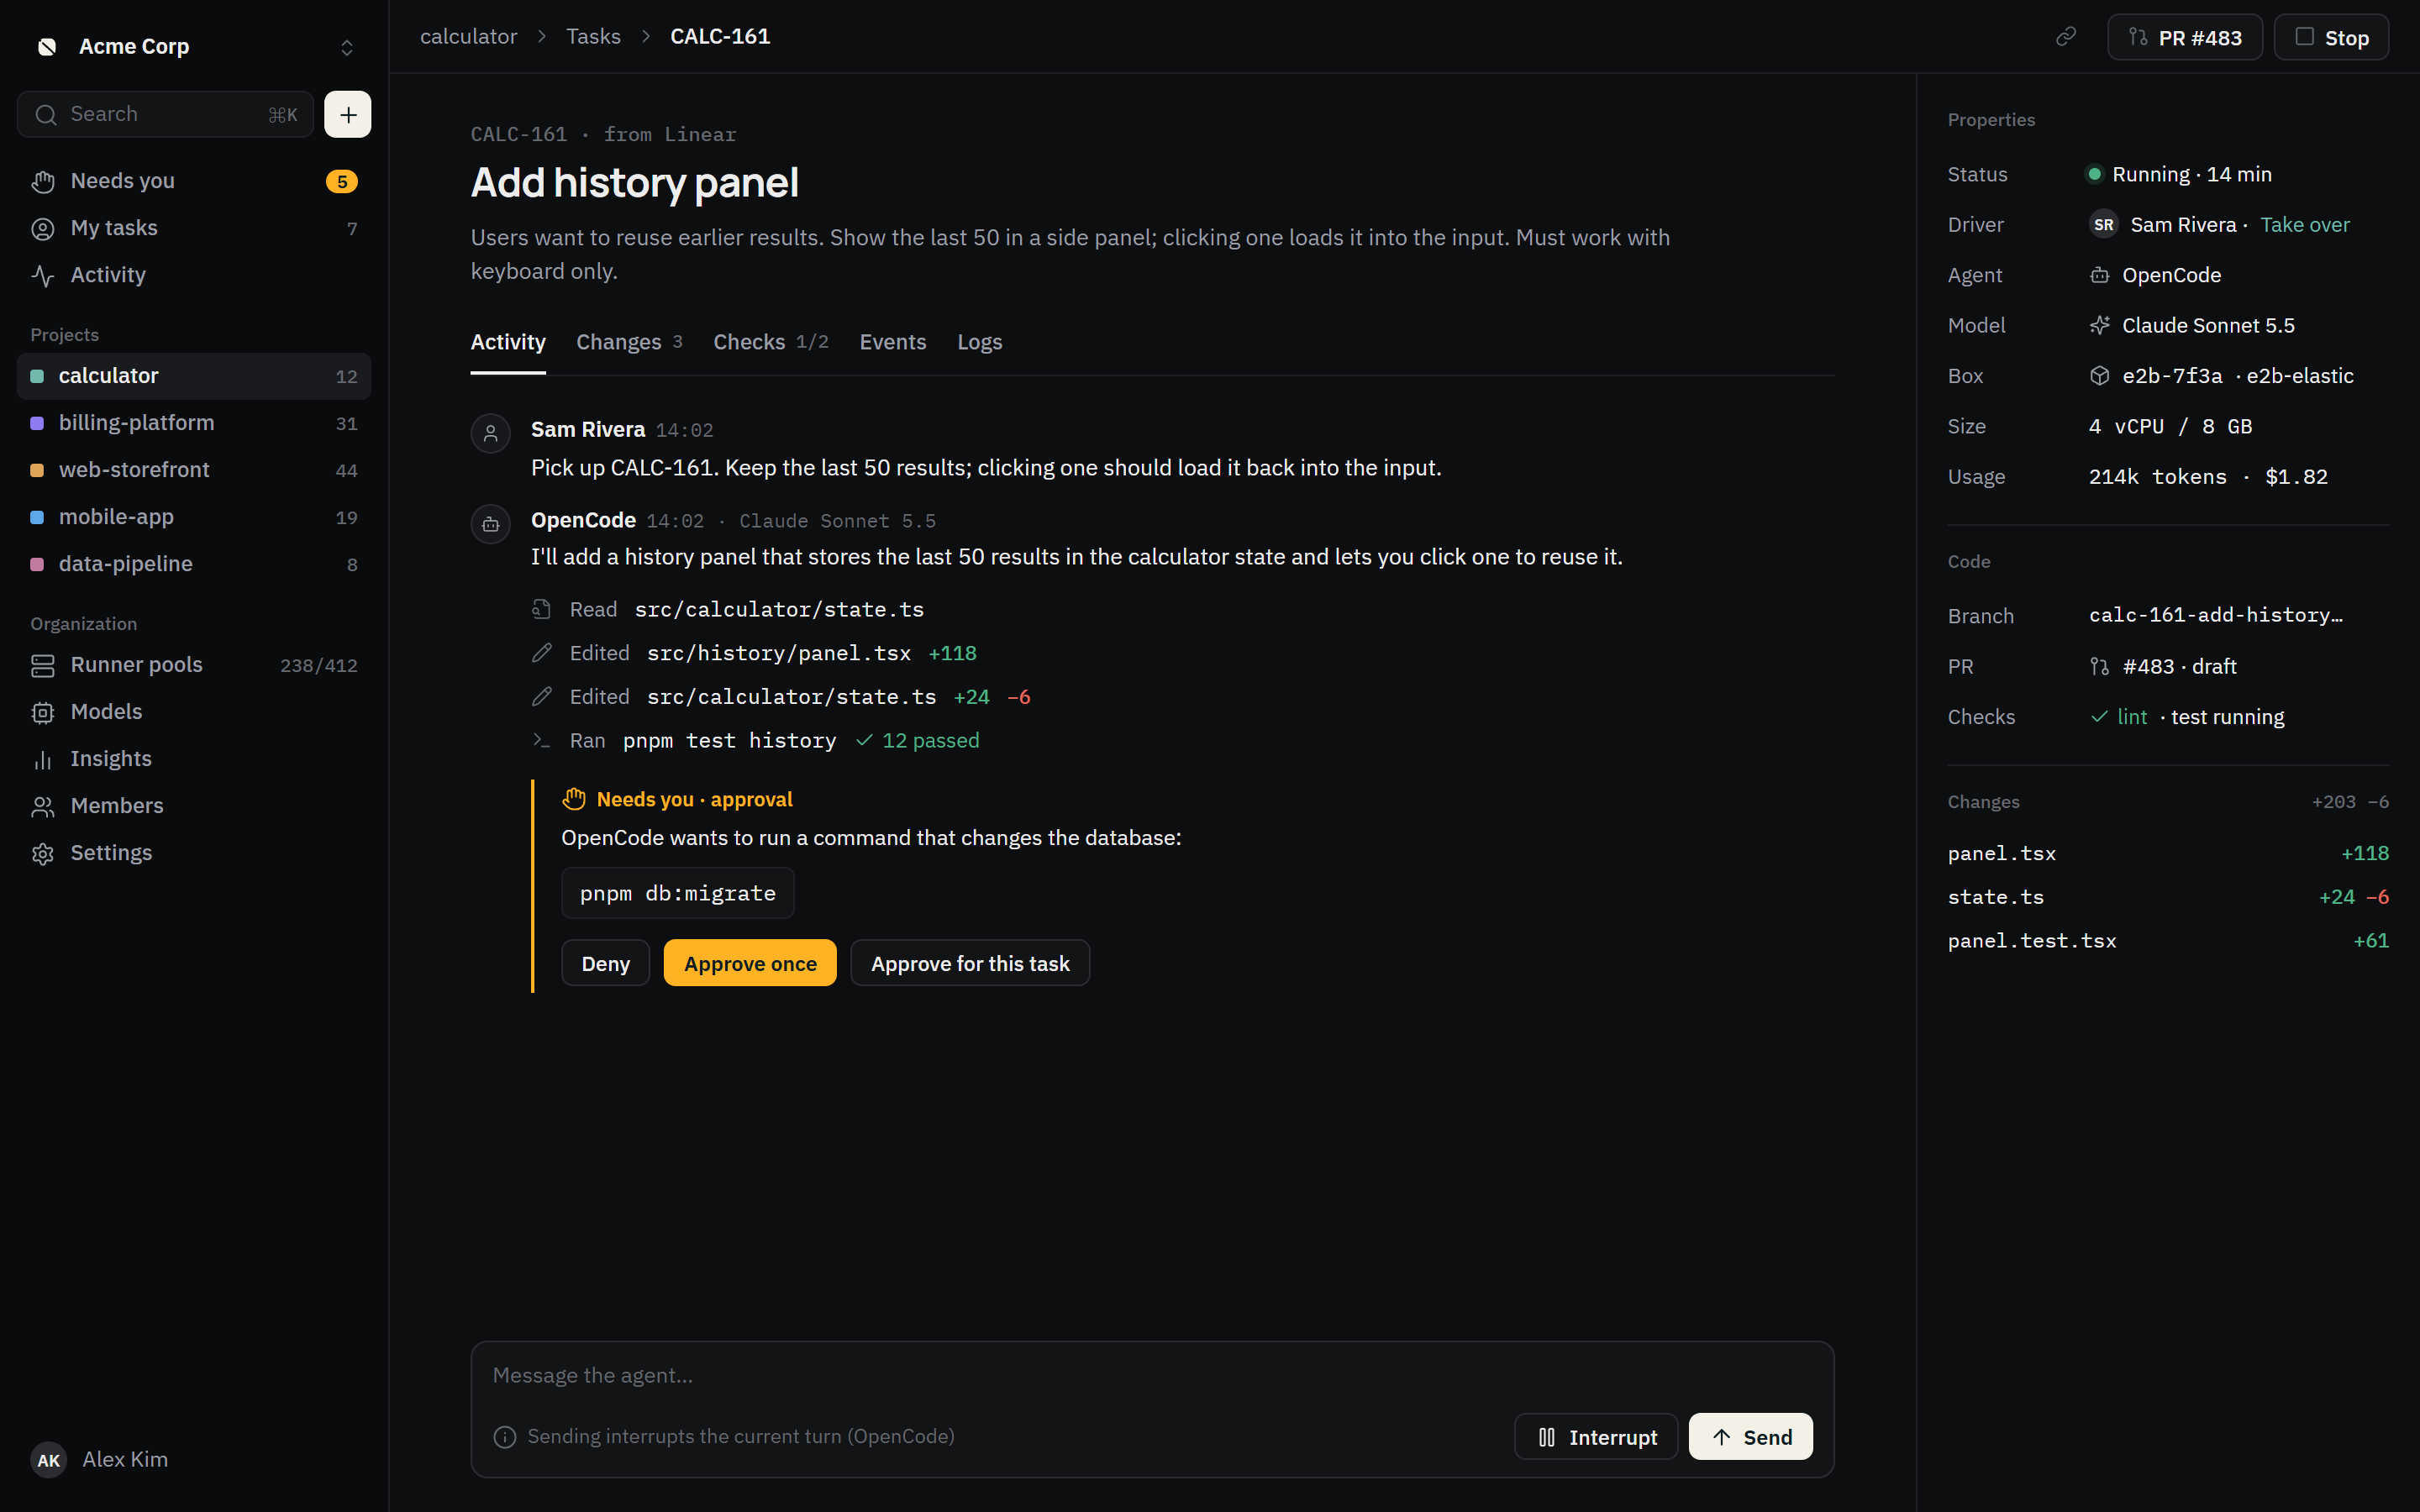 Acme Corp
Search ⌘K
Needs you 5
My tasks 7
Activity
Projects
calculator 12
billing-platform 31
web-storefront 44
mobile-app 19
data-pipeline 8
Organization
Runner pools 238/412
Models
Insights
Members
Settings
AK Alex Kim
calculator > Tasks > CALC-161
PR #483
Stop
CALC-161 · from Linear
Add history panel
Users want to reuse earlier results. Show the last 50 in a side panel; clicking one loads it into the input. Must work with
keyboard only.
Activity Changes 3 Checks 1/2 Events Logs
Sam Rivera 14:02
Pick up CALC-161. Keep the last 50 results; clicking one should load it back into the input.
OpenCode 14:02 · Claude Sonnet 5.5
I'll add a history panel that stores the last 50 results in the calculator state and lets you click one to reuse it.
Read src/calculator/state.ts
Edited src/history/panel.tsx +118
Edited src/calculator/state.ts +24 −6
Ran pnpm test history ✓ 12 passed
Needs you · approval
OpenCode wants to run a command that changes the database:
pnpm db:migrate
Deny Approve once Approve for this task
Message the agent…
Sending interrupts the current turn (OpenCode)
Interrupt
Send
Properties
Status Running · 14 min
Driver SR Sam Rivera · Take over
Agent OpenCode
Model Claude Sonnet 5.5
Box e2b-7f3a · e2b-elastic
Size 4 vCPU / 8 GB
Usage 214k tokens · $1.82
Code
Branch calc-161-add-history…
PR #483 · draft
Checks ✓ lint · test running
Changes +203 −6
panel.tsx +118
state.ts +24 −6
panel.test.tsx +61